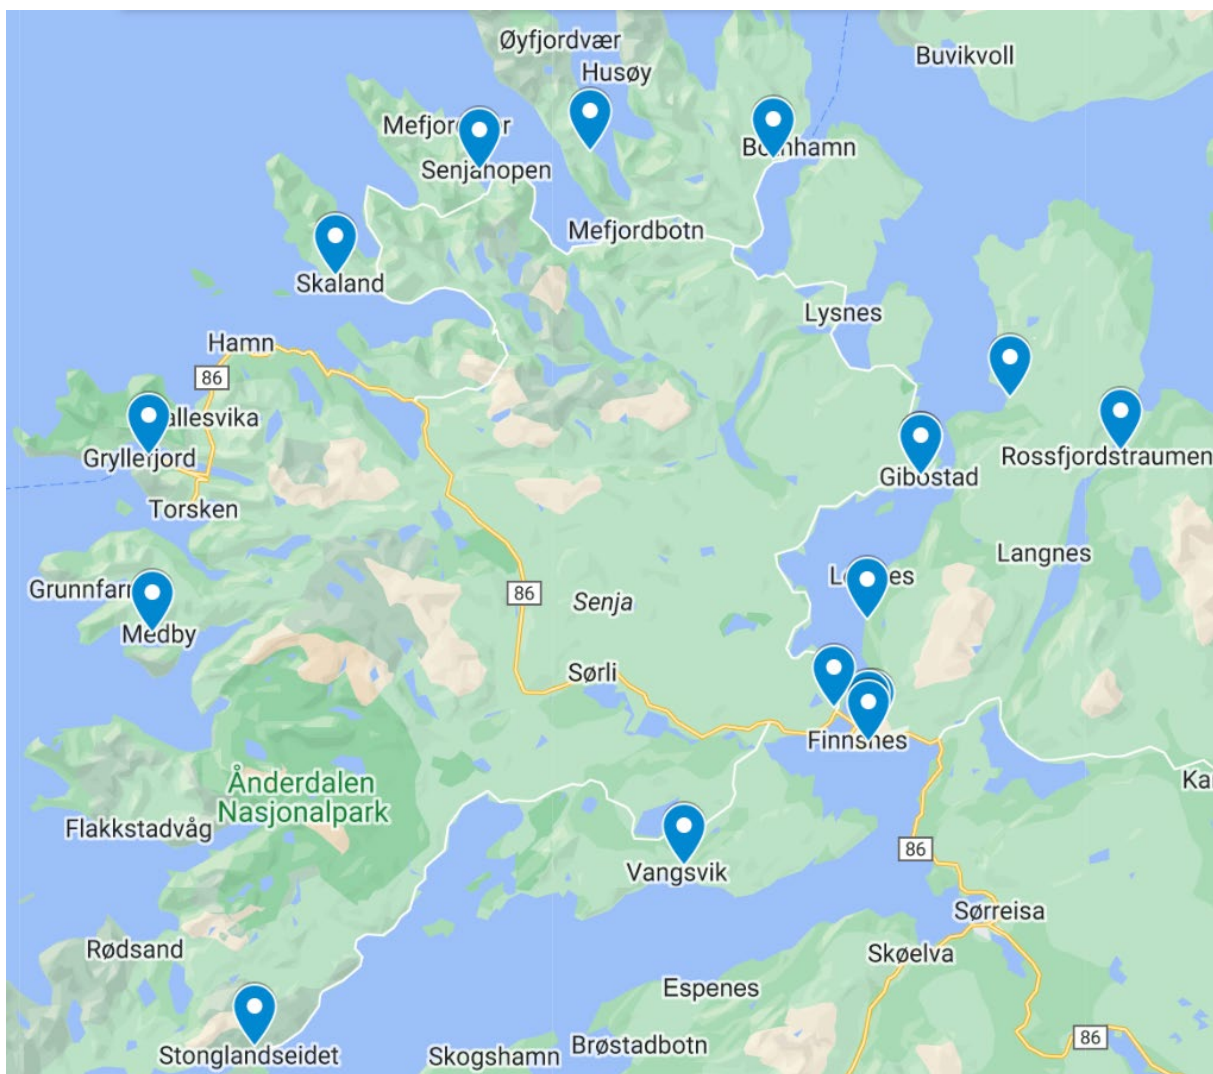 Øyfjordvær
Buvikvoll
Husøy
Senjahopen
Mefjordbotn
Skaland
Lysnes
Hamn
86
Gryllefjord
Rossfjordstraumen
Gibostad
Torsken
Langnes
86
Senja
Medby
Sørli
Finnsnes
Ånderdalen
Nasjonalpark
Flakkstadvåg
86
Vangsvik
Sørreisa
Rødsand
Skøelva
Espenes
86
Brøstadbotn
Stonglandseidet
Skogshamn